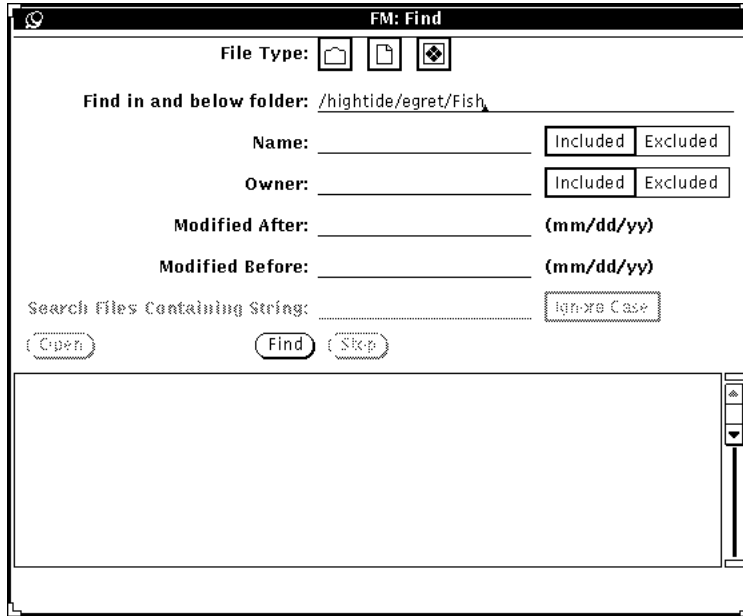 FM: Find
File Type:
Find in and below folder: /hightide/egret/Fish
Name: Included Excluded
Owner: Included Excluded
Modified After: (mm/dd/yy)
Modified Before: (mm/dd/yy)
Search Files Containing String: Ignore Case
Open Find Stop